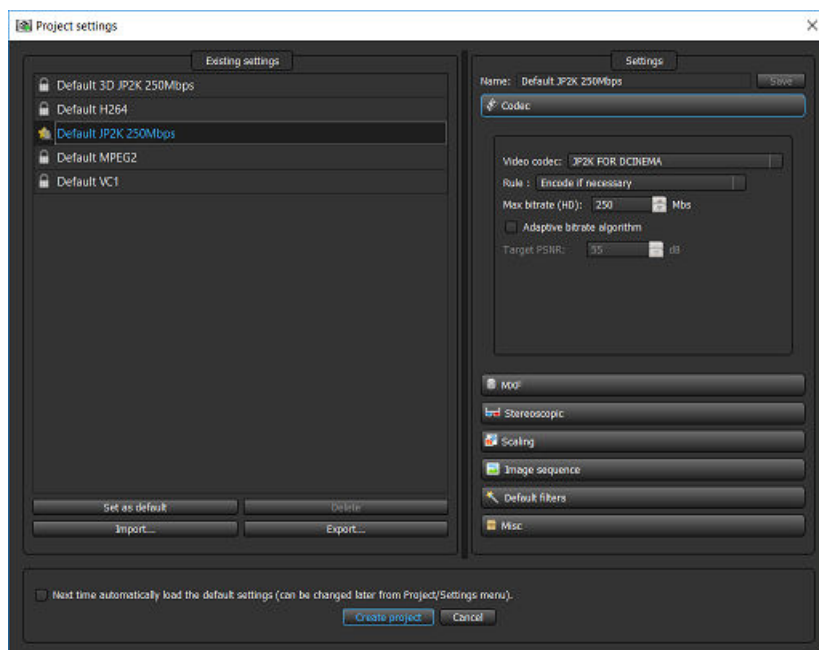 Project settings
Existing settings
Default 3D JP2K 250Mbps
Default H264
Default JP2K 250Mbps
Default MPEG2
Default VC1
Set as default
Delete
Import...
Export...
Settings
Name: Default JP2K 250Mbps
Save
Codec
Video codec: JP2K FOR DCINEMA
Rule : Encode if necessary
Max bitrate (HD): 250 Mbs
Adaptive bitrate algorithm
Target PSNR: 55 dB
MXF
Stereoscopic
Scaling
Image sequence
Default filters
Misc
Next time automatically load the default settings (can be changed later from Project/Settings menu).
Create project
Cancel